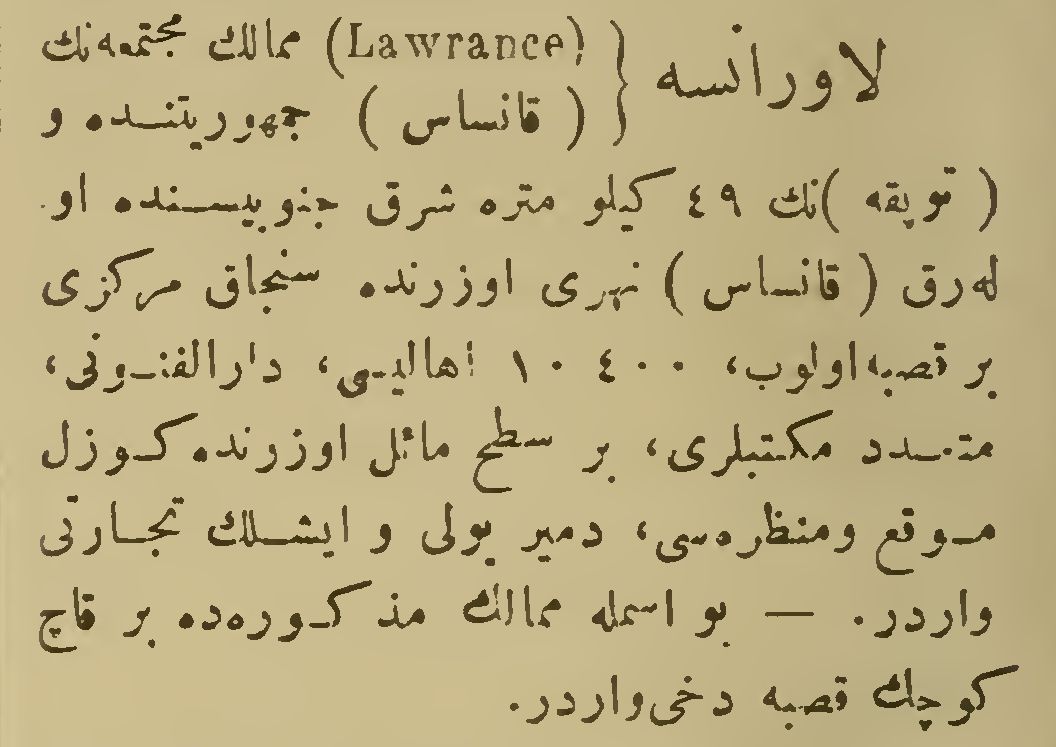 لاورانسه {(Lawrance) ممالك مجتمعه‌نك
( قانساس ) جمهوریتنده و
( توپقه )نك ٤٩ كیلو متره شرق جنوبیسنده او-
له‌رق ( قانساس ) نهری اوزرنده سنجاق مركزی
بر قصبه اولوب، ١٠٤٠٠ اهالیسی، دارالفنونی،
متعدد مكتبلری، بر سطح مائل اوزرنده كوزل
موقع ومنظره‌سی، دمیر یولی و ایشلك تجارتی
واردر. — بو اسمله ممالك مذكوره‌ده بر قاچ
كوچك قصبه دخی واردر.